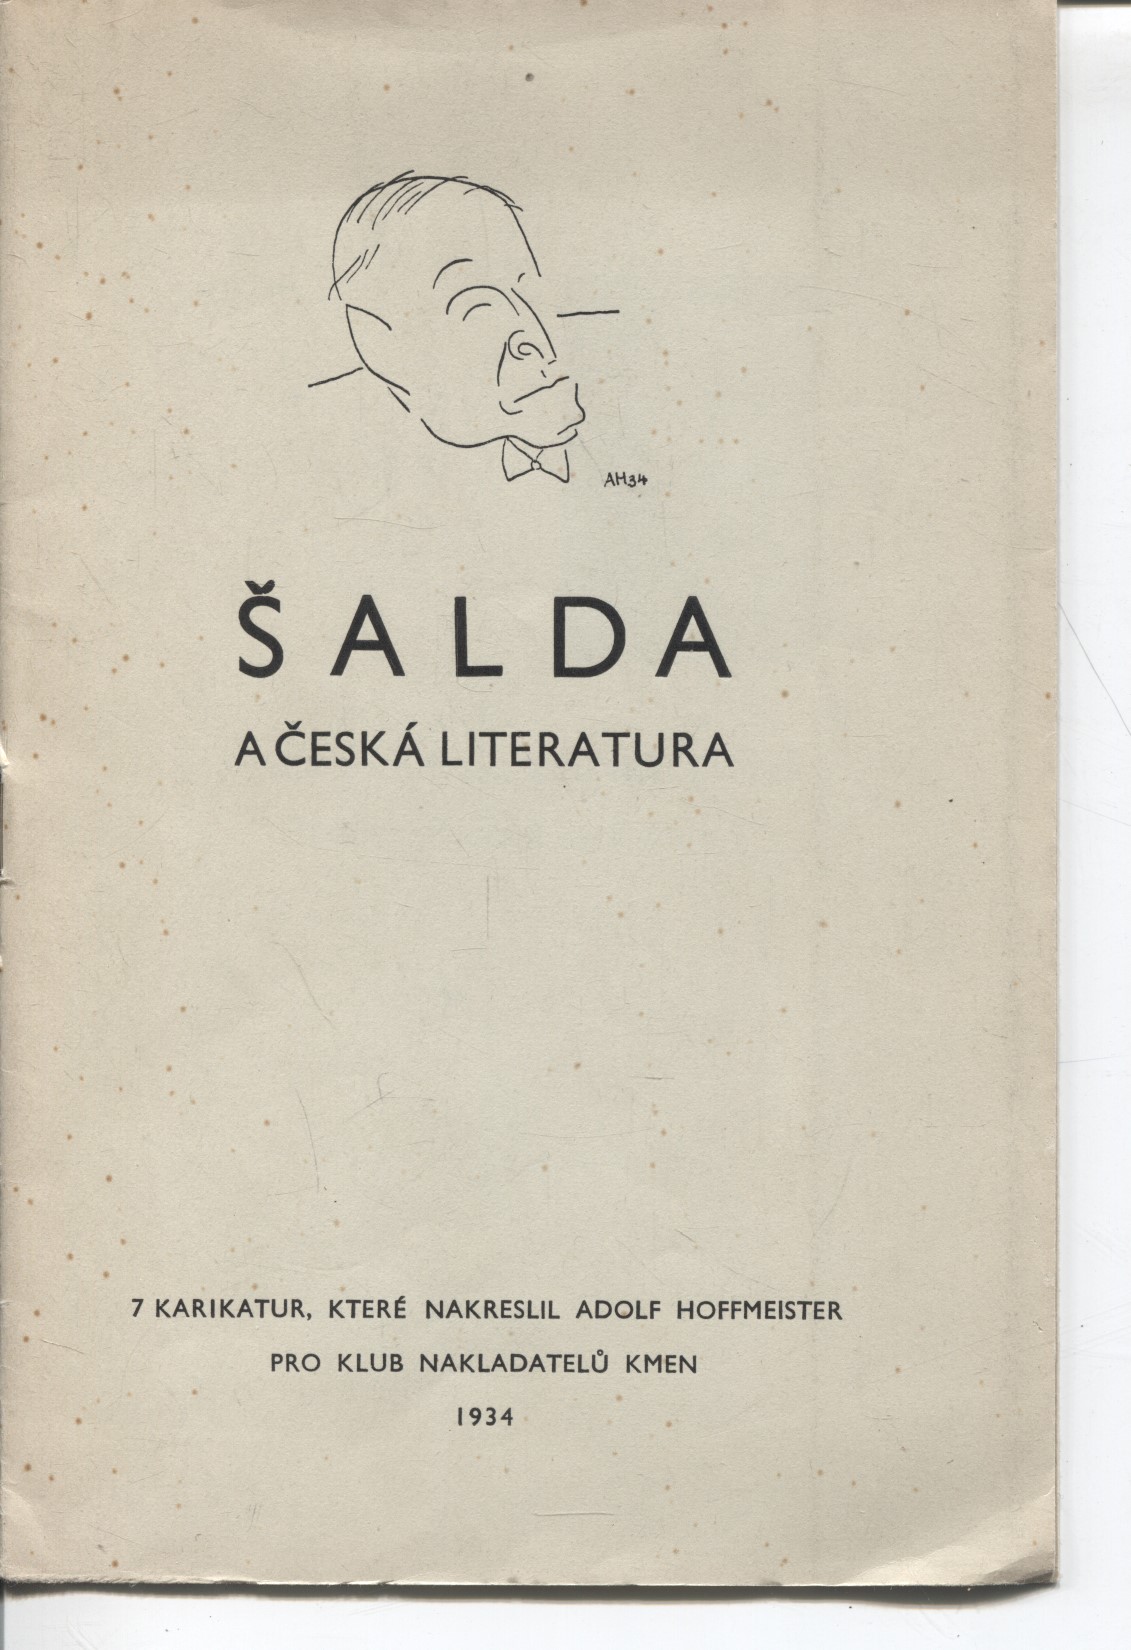 AH34
ŠALDA
A ČESKÁ LITERATURA
7 KARIKATUR, KTERÉ NAKRESLIL ADOLF HOFFMEISTER
PRO KLUB NAKLADATELŮ KMEN
1934